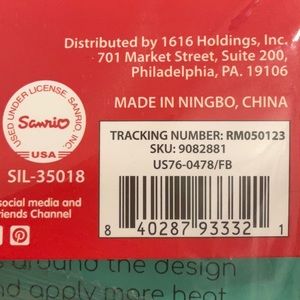 Distributed by 1616 Holdings, Inc.
701 Market Street, Suite 200,
Philadelphia, PA. 19106
MADE IN NINGBO, CHINA
USED UNDER LICENSE SANRIO, INC.
Sanrio
USA
SIL-35018
TRACKING NUMBER: RM050123
SKU: 9082881
US76-0478/FB
8 40287 93332 1
social media and
riends Channel
s around the design
nd apply more heat